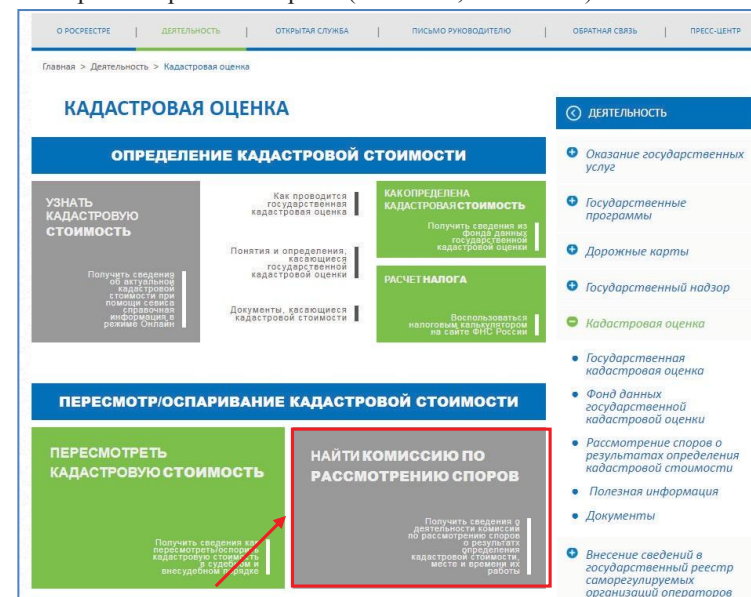 О РОСРЕЕСТРЕ | ДЕЯТЕЛЬНОСТЬ | ОТКРЫТАЯ СЛУЖБА | ПИСЬМО РУКОВОДИТЕЛЮ | ОБРАТНАЯ СВЯЗЬ | ПРЕСС-ЦЕНТР
Главная > Деятельность > Кадастровая оценка
КАДАСТРОВАЯ ОЦЕНКА
ОПРЕДЕЛЕНИЕ КАДАСТРОВОЙ СТОИМОСТИ
УЗНАТЬ
КАДАСТРОВУЮ
СТОИМОСТЬ
Получить сведения
об актуальной
кадастровой
стоимости при
помощи севиса
справочная
информация в
режиме Онлайн
Как проводится
государственная
кадастровая оценка
Понятия и определения,
касающиеся
государственной
кадастровой оценки
Документы, касающиеся
кадастровой стоимости
КАК ОПРЕДЕЛЕНА
КАДАСТРОВАЯ СТОИМОСТЬ
Получить сведения из
фонда данных
государственной
кадастровой оценки
РАСЧЕТ НАЛОГА
Воспользоваться
налоговым калькулятором
на сайте ФНС России
ПЕРЕСМОТР/ОСПАРИВАНИЕ КАДАСТРОВОЙ СТОИМОСТИ
ПЕРЕСМОТРЕТЬ
КАДАСТРОВУЮ СТОИМОСТЬ
Получить сведения как
пересмотреть/оспорить
кадастровую стоимость
в судебном и
внесудебном порядке
НАЙТИ КОМИССИЮ ПО
РАССМОТРЕНИЮ СПОРОВ
Получить сведения о
деятельности комиссий
по рассмотрению споров
о результатх
определения
кадастровой стоимости,
месте и времени их
работы
ДЕЯТЕЛЬНОСТЬ
Оказание государственных
услуг
Государственные
программы
Дорожные карты
Государственный надзор
Кадастровая оценка
Государственная
кадастровая оценка
Фонд данных
государственной
кадастровой оценки
Рассмотрение споров о
результатах определения
кадастровой стоимости
Полезная информация
Документы
Внесение сведений в
государственный реестр
саморегулируемых
организаций операторов